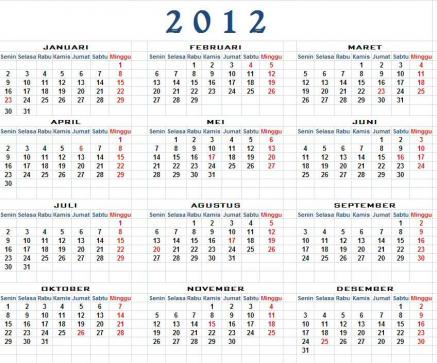 2012
JANUARI
Senin Selasa Rabu Kamis Jumat Sabtu Minggu
1
2 3 4 5 6 7 8
9 10 11 12 13 14 15
16 17 18 19 20 21 22
23 24 25 26 27 28 29
30 31
FEBRUARI
Senin Selasa Rabu Kamis Jumat Sabtu Minggu
1 2 3 4 5
6 7 8 9 10 11 12
13 14 15 16 17 18 19
20 21 22 23 24 25 26
27 28 29
MARET
Senin Selasa Rabu Kamis Jumat Sabtu Minggu
1 2 3 4
5 6 7 8 9 10 11
12 13 14 15 16 17 18
19 20 21 22 23 24 25
26 27 28 29 30 31
APRIL
Senin Selasa Rabu Kamis Jumat Sabtu Minggu
1
2 3 4 5 6 7 8
9 10 11 12 13 14 15
16 17 18 19 20 21 22
23 24 25 26 27 28 29
30
MEI
Senin Selasa Rabu Kamis Jumat Sabtu Minggu
1 2 3 4 5 6
7 8 9 10 11 12 13
14 15 16 17 18 19 20
21 22 23 24 25 26 27
28 29 30 31
JUNI
Senin Selasa Rabu Kamis Jumat Sabtu Minggu
1 2 3
4 5 6 7 8 9 10
11 12 13 14 15 16 17
18 19 20 21 22 23 24
25 26 27 28 29 30
JULI
Senin Selasa Rabu Kamis Jumat Sabtu Minggu
1
2 3 4 5 6 7 8
9 10 11 12 13 14 15
16 17 18 19 20 21 22
23 24 25 26 27 28 29
30 31
AGUSTUS
Senin Selasa Rabu Kamis Jumat Sabtu Minggu
1 2 3 4 5
6 7 8 9 10 11 12
13 14 15 16 17 18 19
20 21 22 23 24 25 26
27 28 29 30 31
SEPTEMBER
Senin Selasa Rabu Kamis Jumat Sabtu Minggu
1 2
3 4 5 6 7 8 9
10 11 12 13 14 15 16
17 18 19 20 21 22 23
24 25 26 27 28 29 30
OKTOBER
Senin Selasa Rabu Kamis Jumat Sabtu Minggu
1 2 3 4 5 6 7
8 9 10 11 12 13 14
15 16 17 18 19 20 21
22 23 24 25 26 27 28
29 30 31
NOVEMBER
Senin Selasa Rabu Kamis Jumat Sabtu Minggu
1 2 3 4
5 6 7 8 9 10 11
12 13 14 15 16 17 18
19 20 21 22 23 24 25
26 27 28 29 30
DESEMBER
Senin Selasa Rabu Kamis Jumat Sabtu Minggu
1 2
3 4 5 6 7 8 9
10 11 12 13 14 15 16
17 18 19 20 21 22 23
24 25 26 27 28 29 30
31